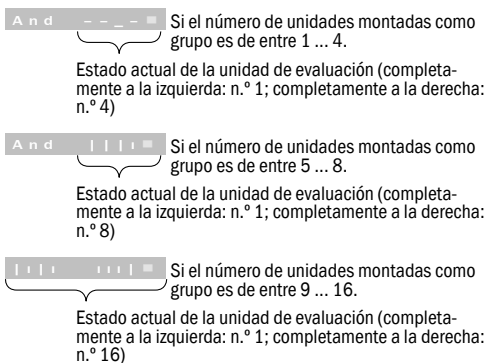 And – – _ – ■ Si el número de unidades montadas como
grupo es de entre 1 ... 4.
Estado actual de la unidad de evaluación (completa-
mente a la izquierda: n.º 1; completamente a la derecha:
n.º 4)
And ||||ı ■ Si el número de unidades montadas como
grupo es de entre 5 ... 8.
Estado actual de la unidad de evaluación (completa-
mente a la izquierda: n.º 1; completamente a la derecha:
n.º 8)
|ı|ı ııı| ■ Si el número de unidades montadas como
grupo es de entre 9 ... 16.
Estado actual de la unidad de evaluación (completa-
mente a la izquierda: n.º 1; completamente a la derecha:
n.º 16)